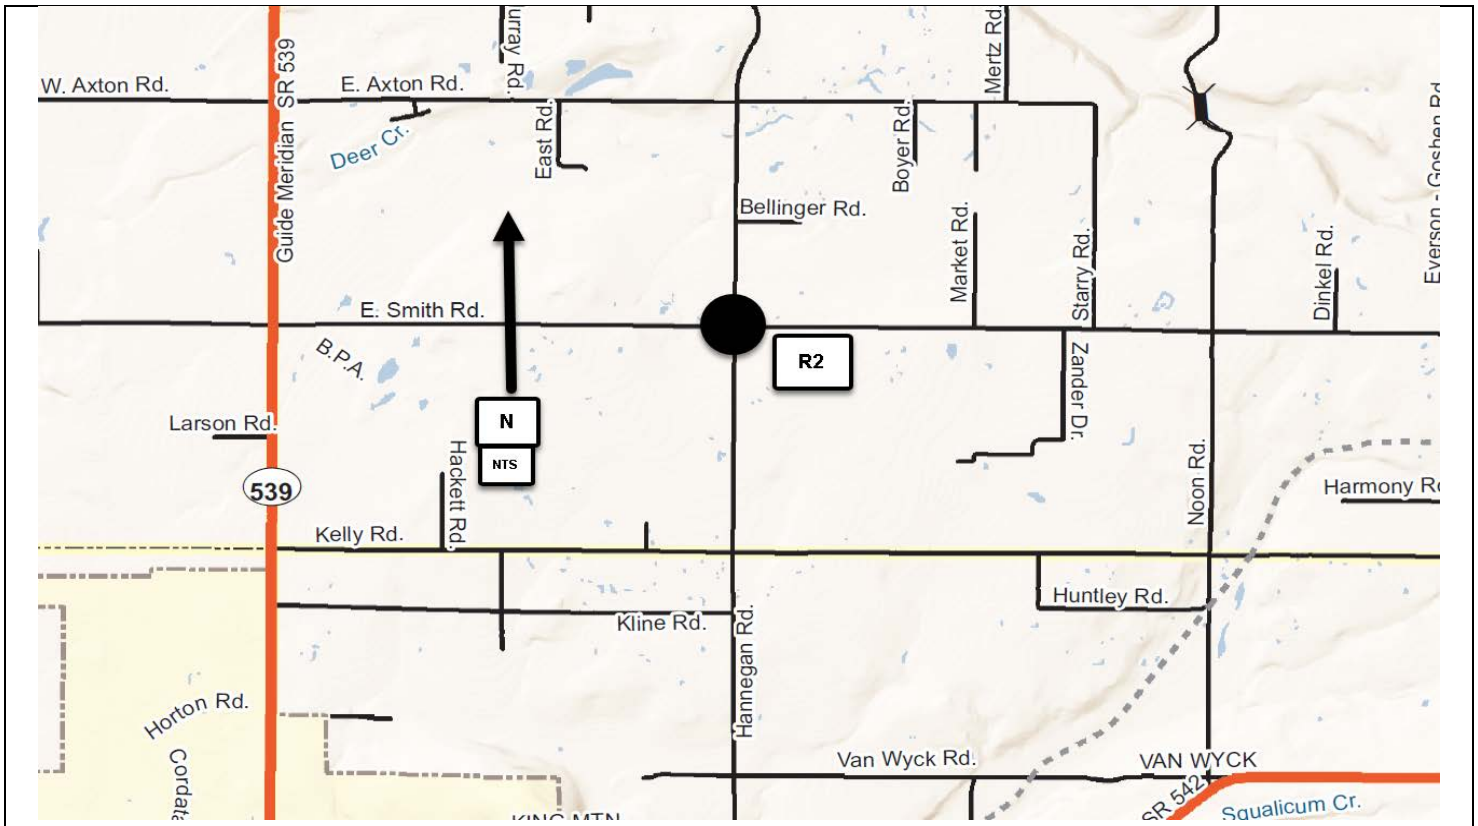 urray Rd.
Mertz Rd.
SR 539
W. Axton Rd.
E. Axton Rd.
Everson - Goshen Rd.
Deer Cr.
East Rd.
Boyer Rd.
Guide Meridian
Bellinger Rd.
Market Rd.
Starry Rd.
Dinkel Rd.
E. Smith Rd.
B.P.A.
R2
Zander Dr.
Larson Rd.
N
NTS
Hackett Rd.
Noon Rd.
539
Harmony Rd
Kelly Rd.
Huntley Rd.
Kline Rd.
Hannegan Rd.
Horton Rd.
Cordata
Van Wyck Rd.
VAN WYCK
SR 542
Squalicum Cr.
KING MTN